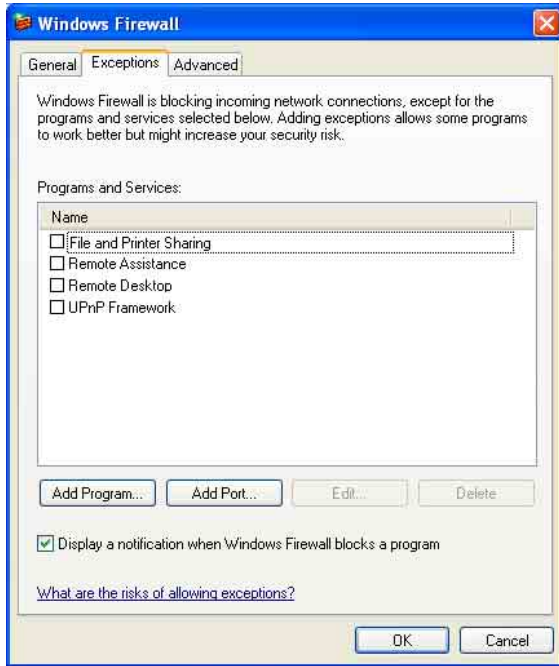 Windows Firewall
General Exceptions Advanced
Windows Firewall is blocking incoming network connections, except for the
programs and services selected below. Adding exceptions allows some programs
to work better but might increase your security risk.
Programs and Services:
Name
File and Printer Sharing
Remote Assistance
Remote Desktop
UPnP Framework
Add Program... Add Port... Edit... Delete
Display a notification when Windows Firewall blocks a program
What are the risks of allowing exceptions?
OK Cancel